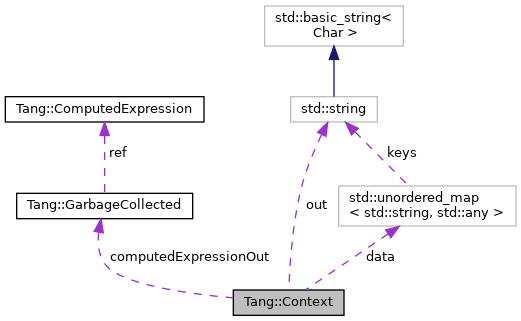 std::basic_string<
Char >
Tang::ComputedExpression
std::string
ref
keys
Tang::GarbageCollected
out
std::unordered_map
< std::string, std::any >
computedExpressionOut
data
Tang::Context